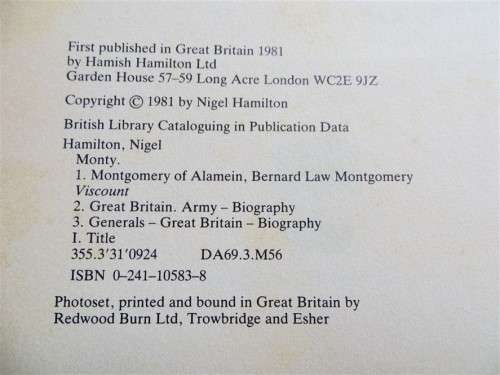 First published in Great Britain 1981
by Hamish Hamilton Ltd
Garden House 57–59 Long Acre London WC2E 9JZ
Copyright © 1981 by Nigel Hamilton
British Library Cataloguing in Publication Data
Hamilton, Nigel
Monty.
1. Montgomery of Alamein, Bernard Law Montgomery
Viscount
2. Great Britain. Army – Biography
3. Generals – Great Britain – Biography
I. Title
355.3′31′0924 DA69.3.M56
ISBN 0–241–10583–8
Photoset, printed and bound in Great Britain by
Redwood Burn Ltd, Trowbridge and Esher